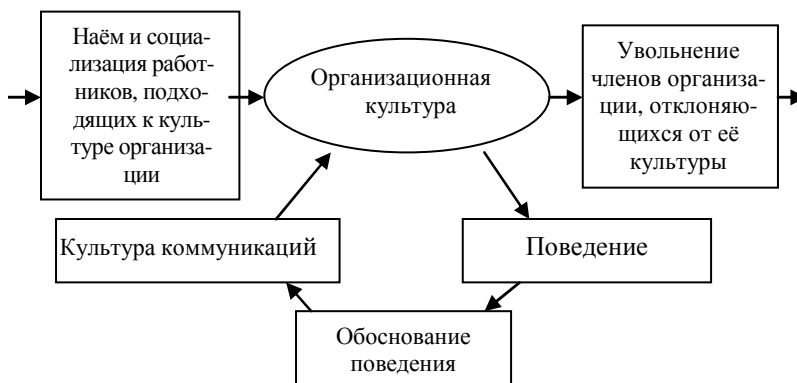 Наём и социа-
лизация работ-
ников, подхо-
дящих к куль-
туре организа-
ции
Организационная
культура
Увольнение
членов организа-
ции, отклоняю-
щихся от её
культуры
Культура коммуникаций
Поведение
Обоснование
поведения